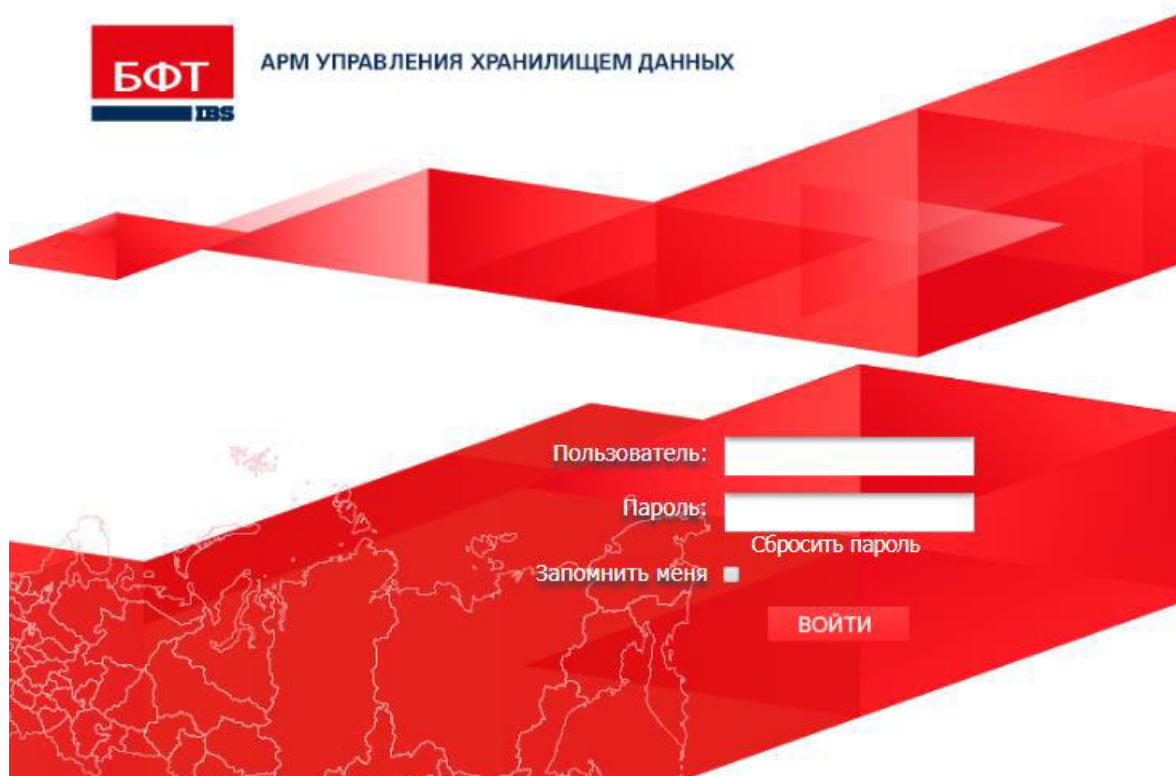 БФТ
IBS
АРМ УПРАВЛЕНИЯ ХРАНИЛИЩЕМ ДАННЫХ
Пользователь:
Пароль:
Сбросить пароль
Запомнить меня
ВОЙТИ